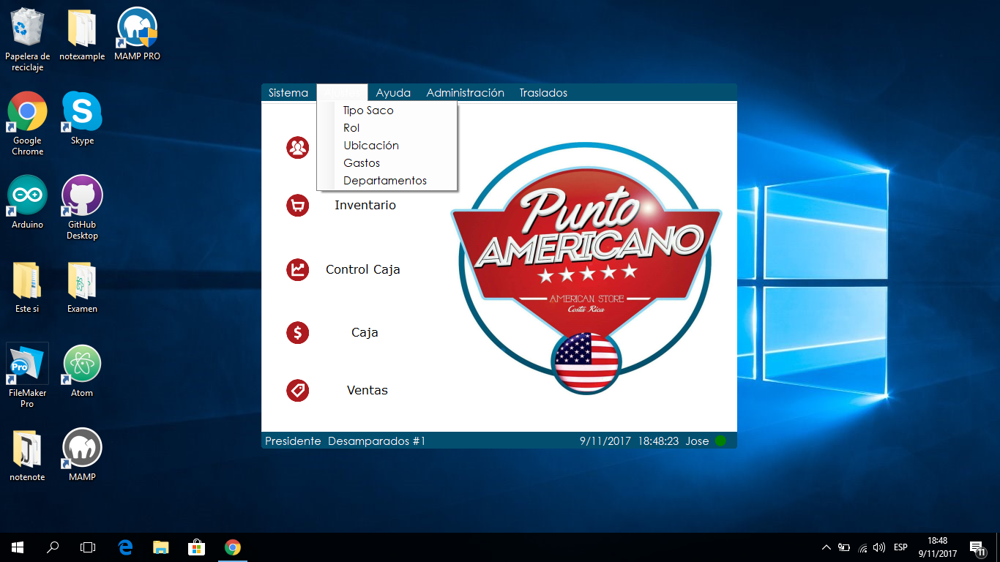 Papelera de
reciclaje
notexample
MAMP PRO
Google
Chrome
Skype
Arduino
GitHub
Desktop
Este si
Examen
Pro
FileMaker
Pro
Atom
notenote
MAMP
Sistema
Ayuda
Administración
Traslados
Tipo Saco
Rol
Ubicación
Gastos
Departamentos
Inventario
Control Caja
Caja
Ventas
Punto
AMERICANO
AMERICAN STORE
Costa Rica
Presidente Desamparados #1
9/11/2017 18:48:23 Jose
ESP
18:48
9/11/2017
11